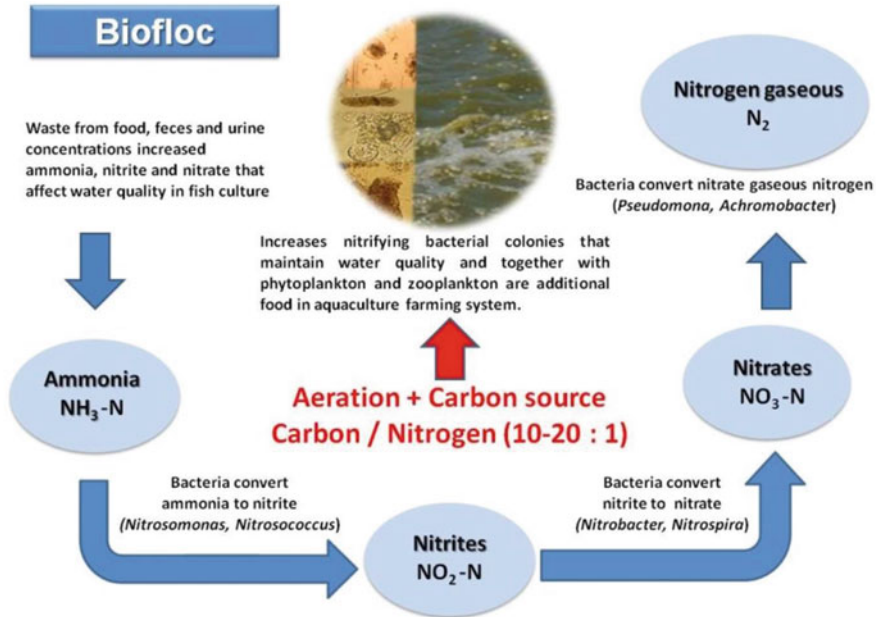 Biofloc
Waste from food, feces and urine
concentrations increased
ammonia, nitrite and nitrate that
affect water quality in fish culture
Increases nitrifying bacterial colonies that
maintain water quality and together with
phytoplankton and zooplankton are additional
food in aquaculture farming system.
Nitrogen gaseous
N₂
Bacteria convert nitrate gaseous nitrogen
(Pseudomona, Achromobacter)
Ammonia
NH₃-N
Aeration + Carbon source
Carbon / Nitrogen (10-20 : 1)
Nitrates
NO₃-N
Bacteria convert
ammonia to nitrite
(Nitrosomonas, Nitrosococcus)
Nitrites
NO₂-N
Bacteria convert
nitrite to nitrate
(Nitrobacter, Nitrospira)